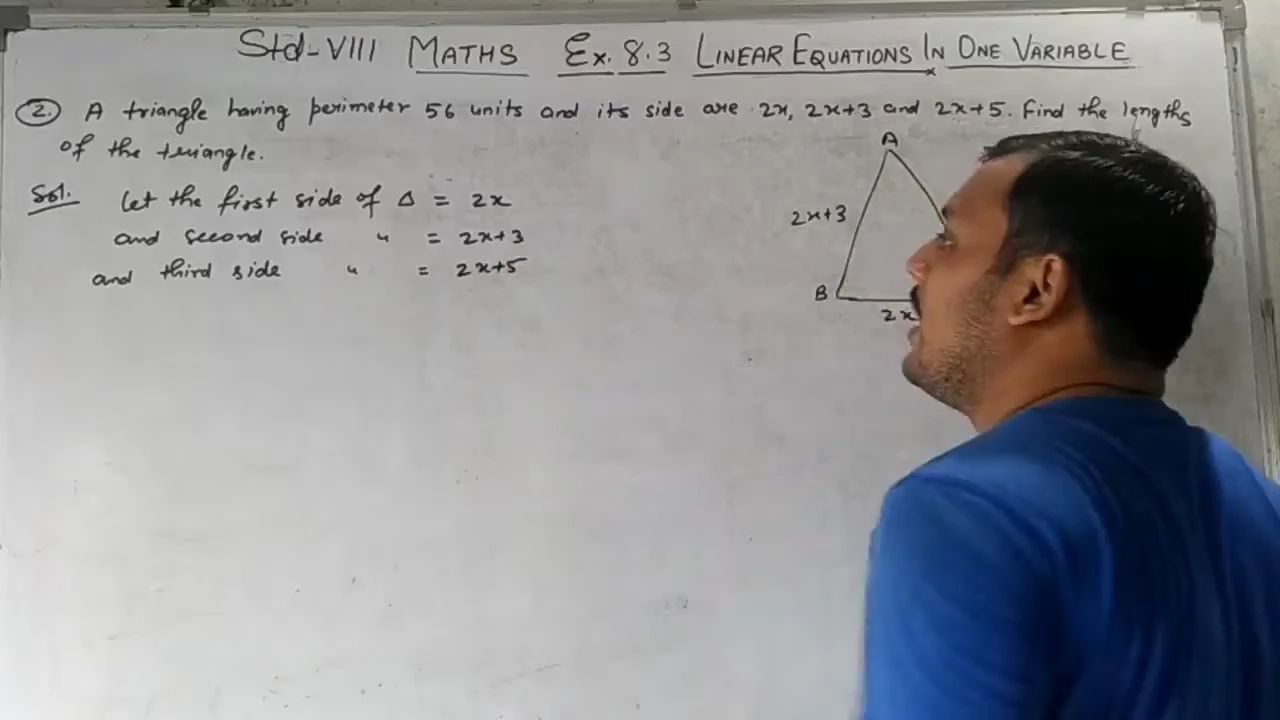 Std-VIII MATHS Ex. 8.3 LINEAR EQUATIONS IN ONE VARIABLE
2. A triangle having perimeter 56 units and its side are 2x, 2x+3 and 2x+5. Find the lengths
of the triangle.
Sol. Let the first side of Δ = 2x
and second side " = 2x+3
and third side " = 2x+5
A
2x+3
B
2x